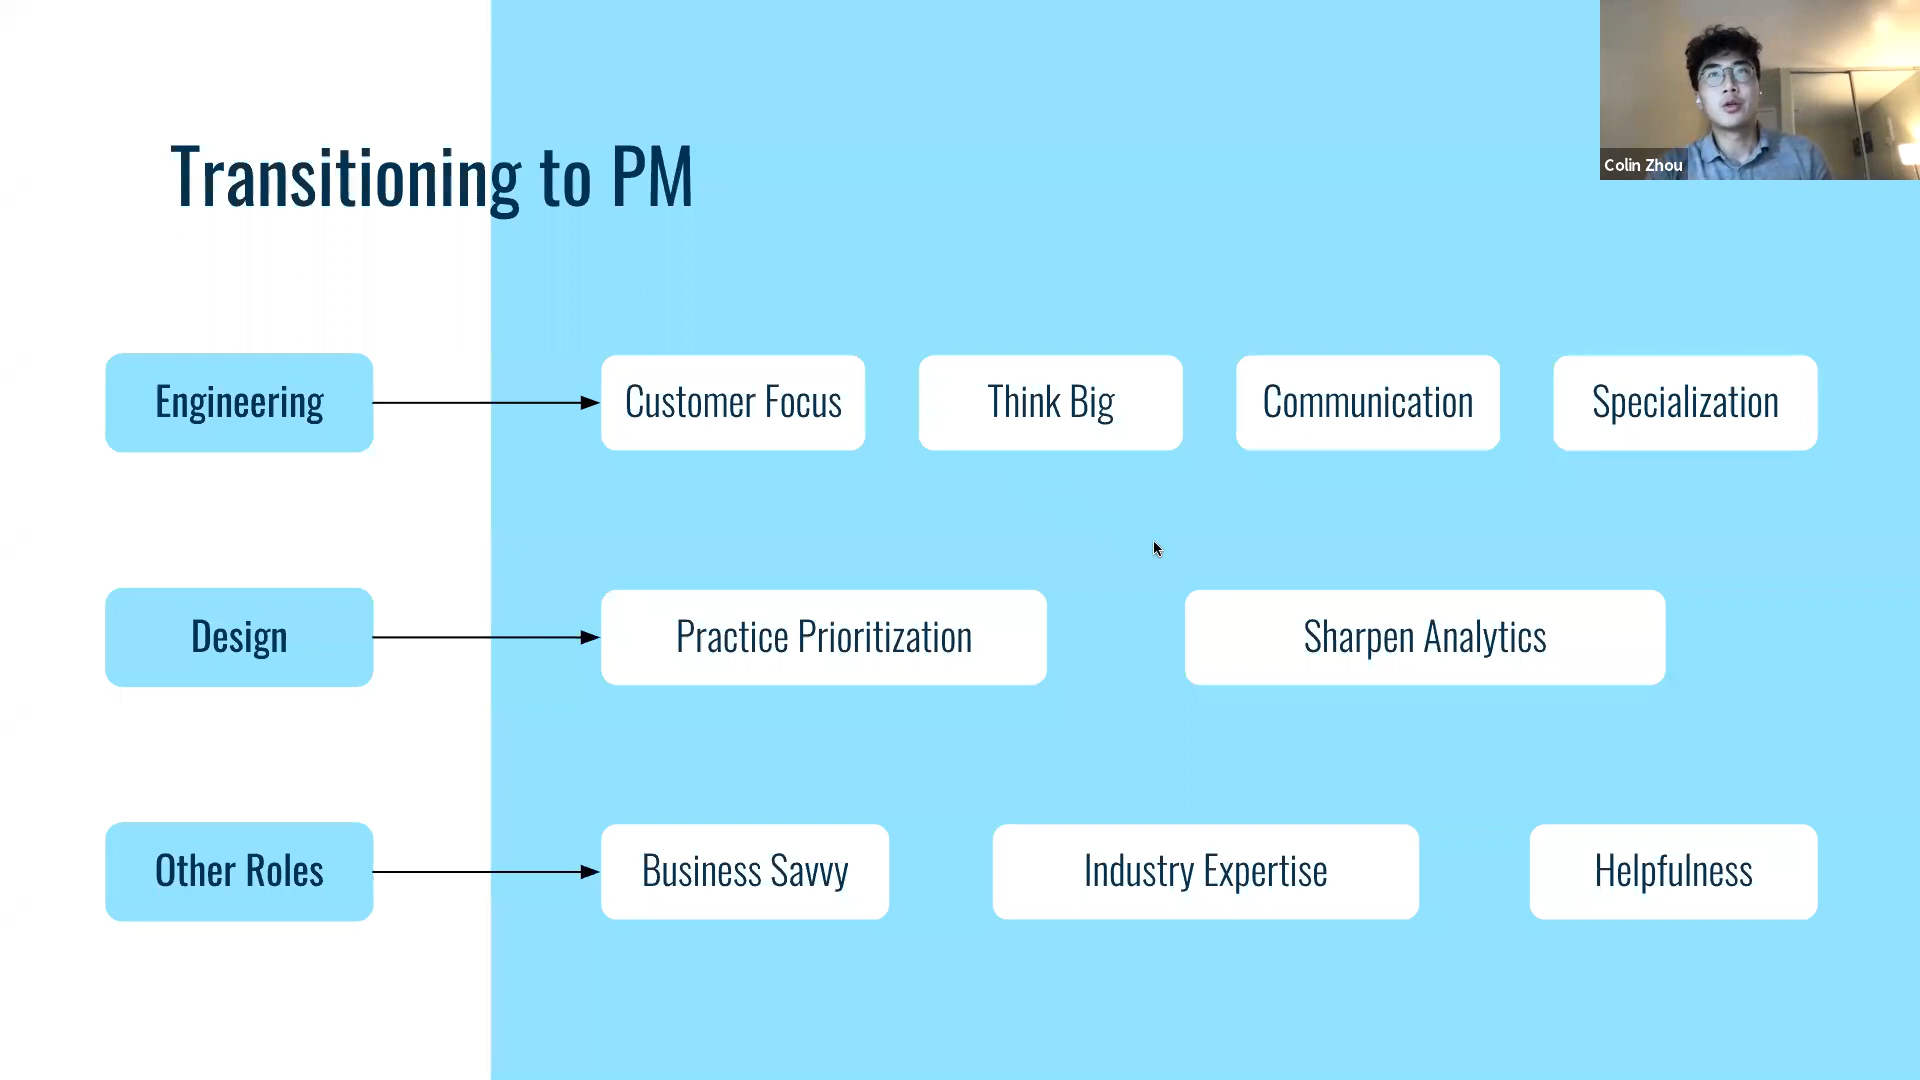 Transitioning to PM
Colin Zhou
Engineering
Customer Focus
Think Big
Communication
Specialization
Design
Practice Prioritization
Sharpen Analytics
Other Roles
Business Savvy
Industry Expertise
Helpfulness